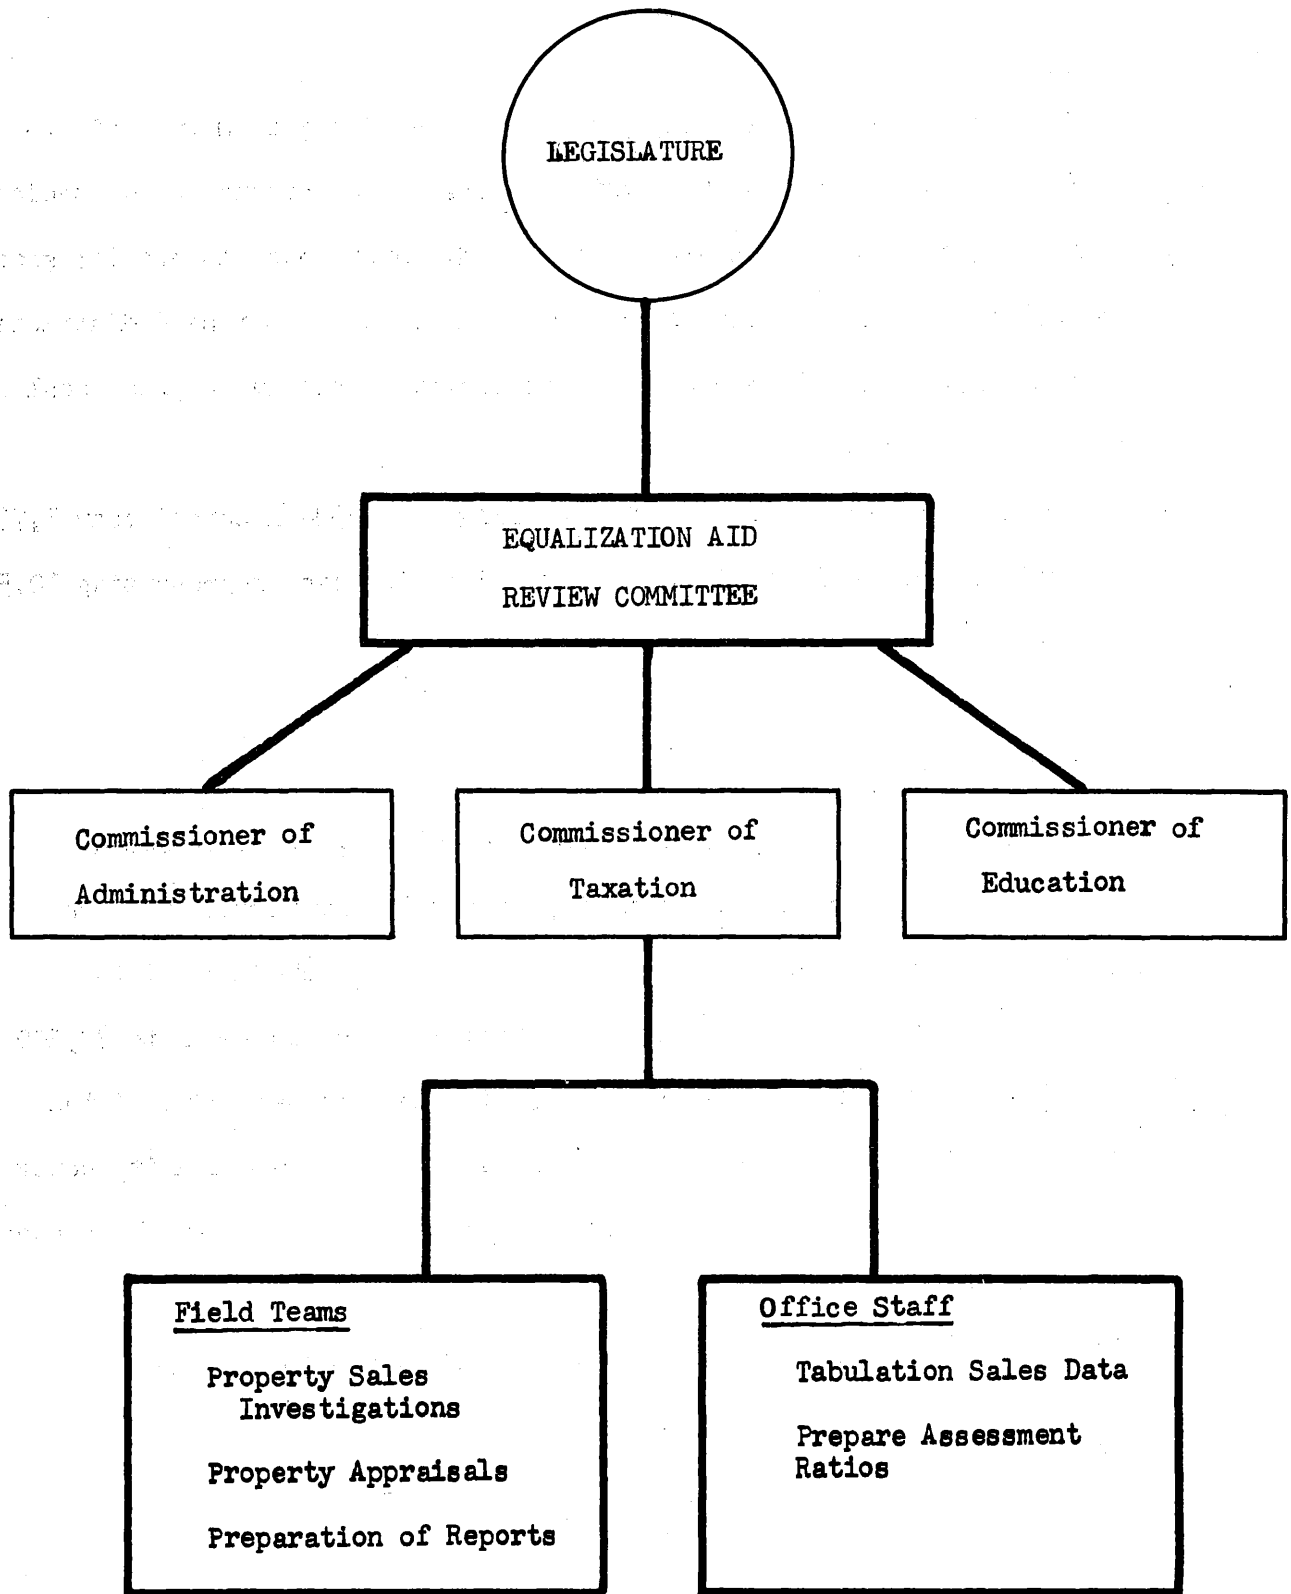 LEGISLATURE
EQUALIZATION AID
REVIEW COMMITTEE
Commissioner of
Administration
Commissioner of
Taxation
Commissioner of
Education
Field Teams
Property Sales
Investigations
Property Appraisals
Preparation of Reports
Office Staff
Tabulation Sales Data
Prepare Assessment
Ratios